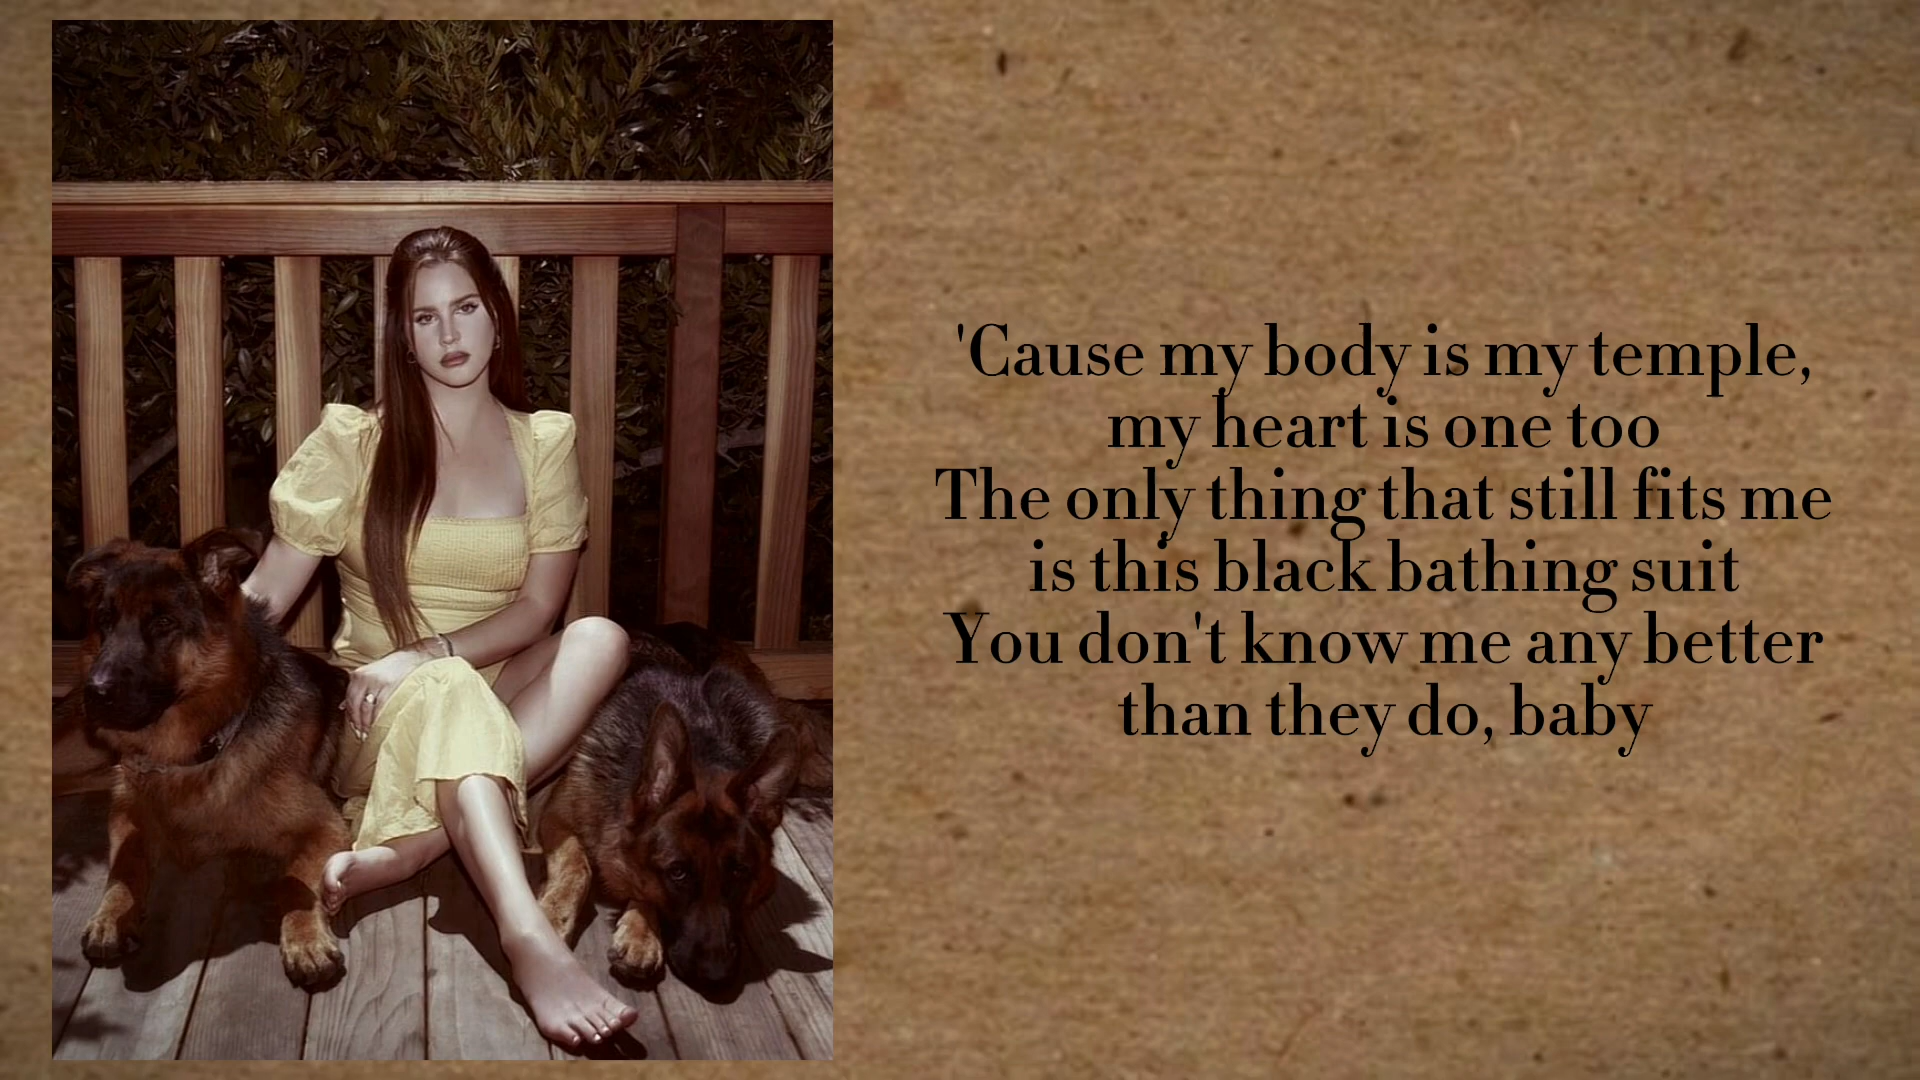 'Cause my body is my temple,
my heart is one too
The only thing that still fits me
is this black bathing suit
You don't know me any better
than they do, baby